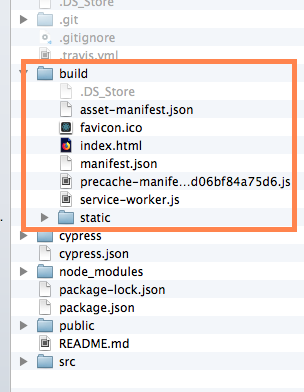 .DS_Store
.git
.gitignore
.travis.yml
build
.DS_Store
asset-manifest.json
favicon.ico
index.html
manifest.json
precache-manife...d06bf84a75d6.js
service-worker.js
static
cypress
cypress.json
node_modules
package-lock.json
package.json
public
README.md
src